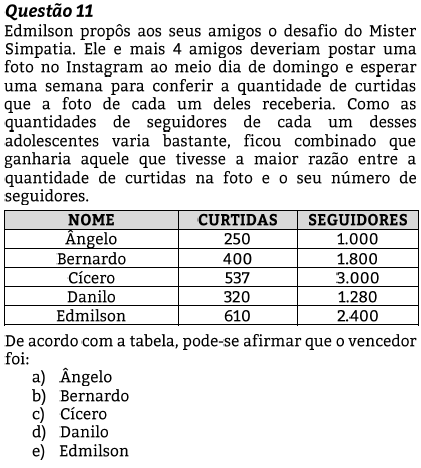 Questão 11
Edmilson propôs aos seus amigos o desafio do Mister
Simpatia. Ele e mais 4 amigos deveriam postar uma
foto no Instagram ao meio dia de domingo e esperar
uma semana para conferir a quantidade de curtidas
que a foto de cada um deles receberia. Como as
quantidades de seguidores de cada um desses
adolescentes varia bastante, ficou combinado que
ganharia aquele que tivesse a maior razão entre a
quantidade de curtidas na foto e o seu número de
seguidores.
NOME CURTIDAS SEGUIDORES
Ângelo 250 1.000
Bernardo 400 1.800
Cícero 537 3.000
Danilo 320 1.280
Edmilson 610 2.400
De acordo com a tabela, pode-se afirmar que o vencedor
foi:
a) Ângelo
b) Bernardo
c) Cícero
d) Danilo
e) Edmilson